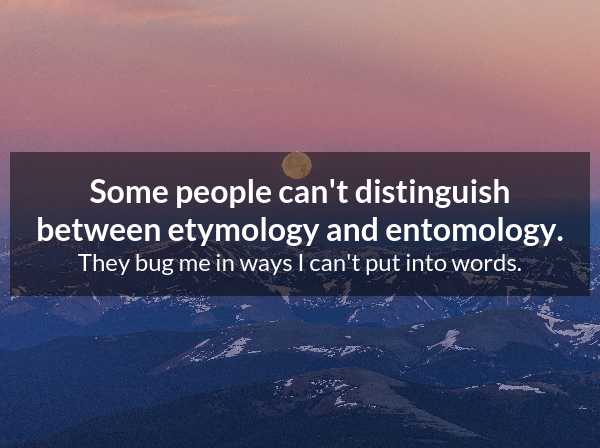 Some people can't distinguish
between etymology and entomology.
They bug me in ways I can't put into words.